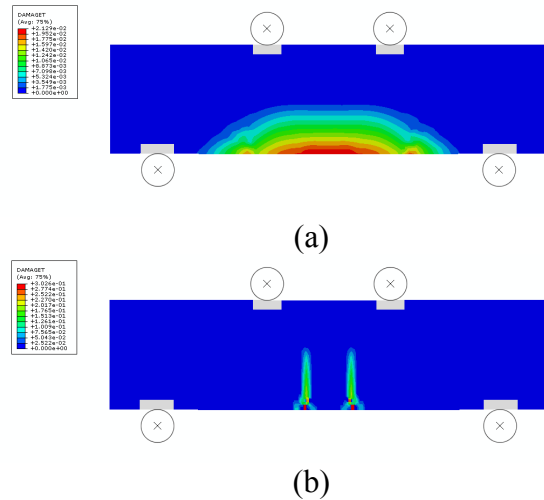 DAMAGET
(Avg: 75%)
+2.129e-02
+1.952e-02
+1.775e-02
+1.597e-02
+1.420e-02
+1.242e-02
+1.065e-02
+8.873e-03
+7.098e-03
+5.324e-03
+3.549e-03
+1.775e-03
+0.000e+00
(a)
DAMAGET
(Avg: 75%)
+3.026e-01
+2.774e-01
+2.522e-01
+2.270e-01
+2.017e-01
+1.765e-01
+1.513e-01
+1.261e-01
+1.009e-01
+7.565e-02
+5.043e-02
+2.522e-02
+0.000e+00
(b)